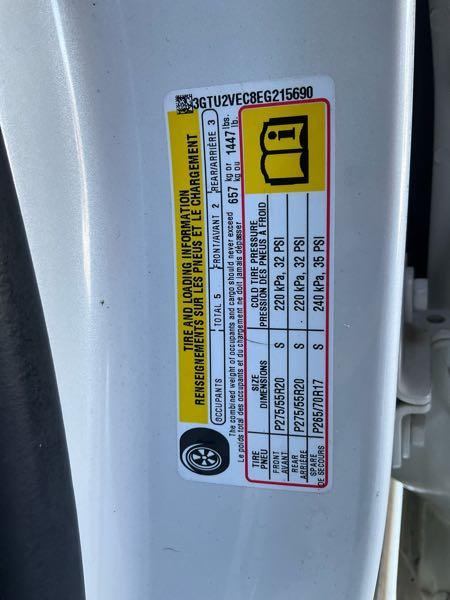 3GTU2VEC8EG215690
TIRE AND LOADING INFORMATION
RENSEIGNEMENTS SUR LES PNEUS ET LE CHARGEMENT
OCCUPANTS TOTAL 5 FRONT/AVANT 2 REAR/ARRIÈRE 3
The combined weight of occupants and cargo should never exceed 657 kg or 1447 lbs.
Le poids total des occupants et du chargement ne doit jamais dépasser kg ou lb.
TIRE SIZE COLD TIRE PRESSURE
PNEU DIMENSIONS PRESSION DES PNEUS À FROID
FRONT P275/55R20 S 220 kPa, 32 PSI
AVANT
REAR P275/55R20 S 220 kPa, 32 PSI
ARRIÈRE
SPARE P265/70R17 S 240 kPa, 35 PSI
DE SECOURS